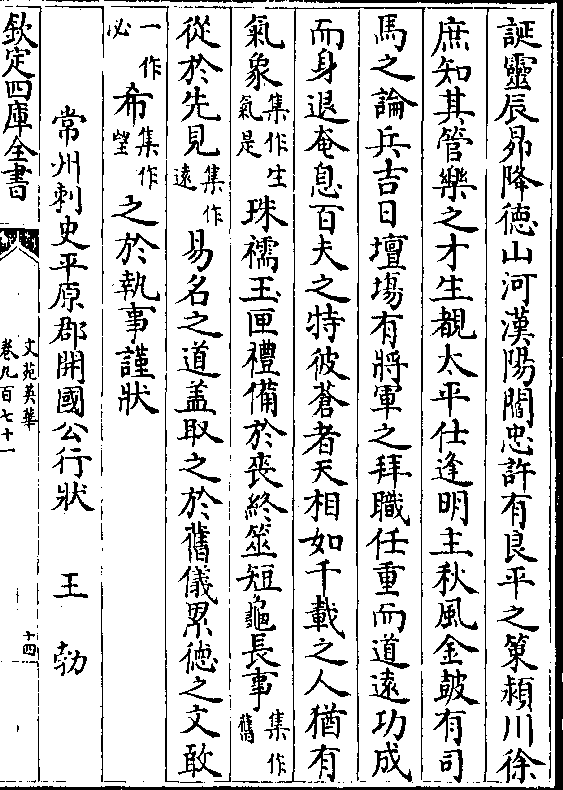 誕靈辰昴降徳山河漢陽閻忠許有良平之䇿潁川徐
庶知其管樂之才生覩太平仕逢明主秋風金鼓有司
馬之論兵吉日壇場有將軍之拜職任重而道逺功成
而身退奄息百夫之特彼蒼者天相如千載之人猶有
氣象集作生氣是珠襦玉匣禮備於䘮終筮短龜長事集作舊
從於先見集作逺易名之道盖取之於舊儀累徳之文敢
一作必希集作望之於執事謹狀
常州刺史平原郡開國公行狀　王勃
欽定四庫全書
文苑英華
卷九百七十一
十四